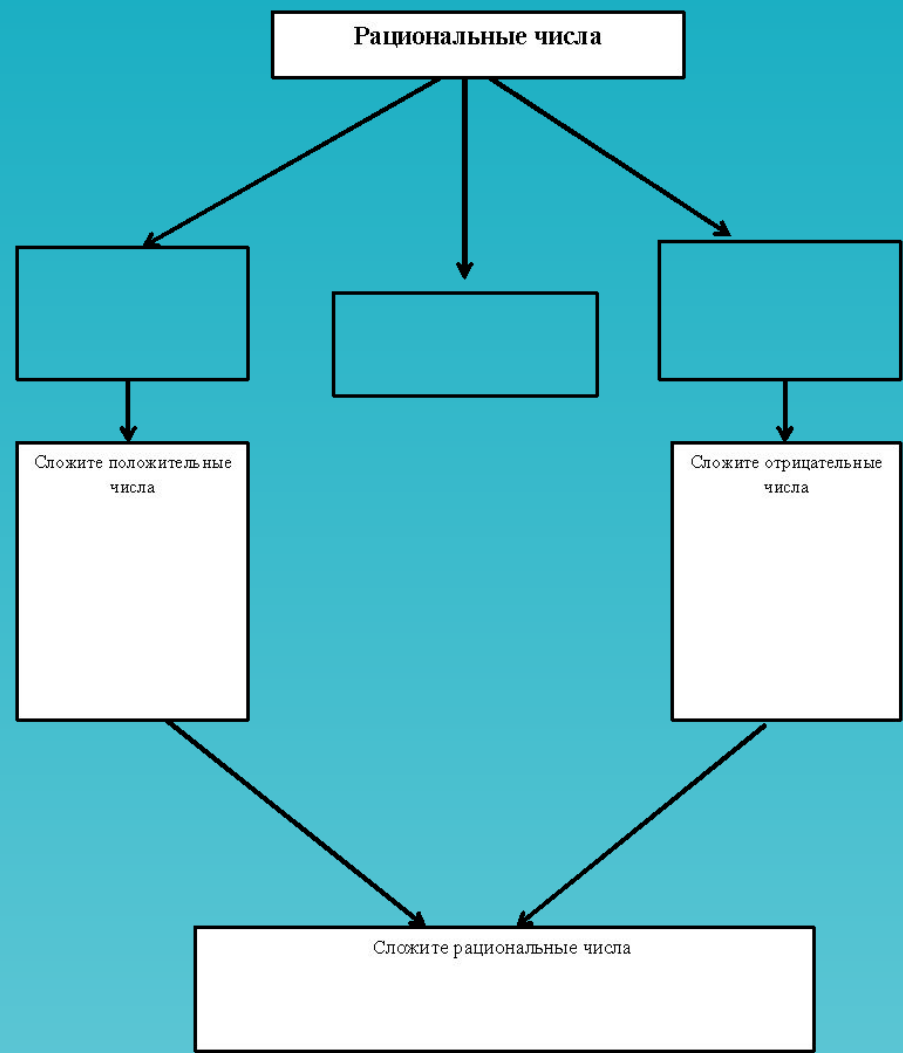 Рациональные числа
Сложите положительные
числа
Сложите отрицательные
числа
Сложите рациональные числа